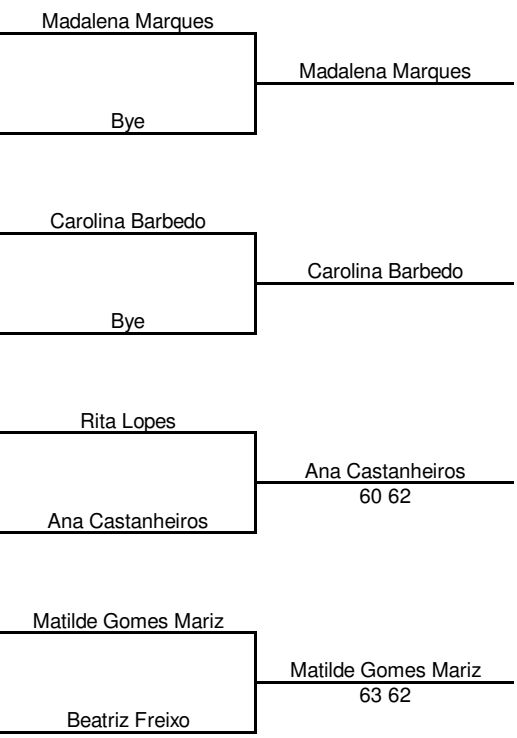 Madalena Marques
Madalena Marques
Bye
Carolina Barbedo
Carolina Barbedo
Bye
Rita Lopes
Ana Castanheiros
60 62
Ana Castanheiros
Matilde Gomes Mariz
Matilde Gomes Mariz
63 62
Beatriz Freixo